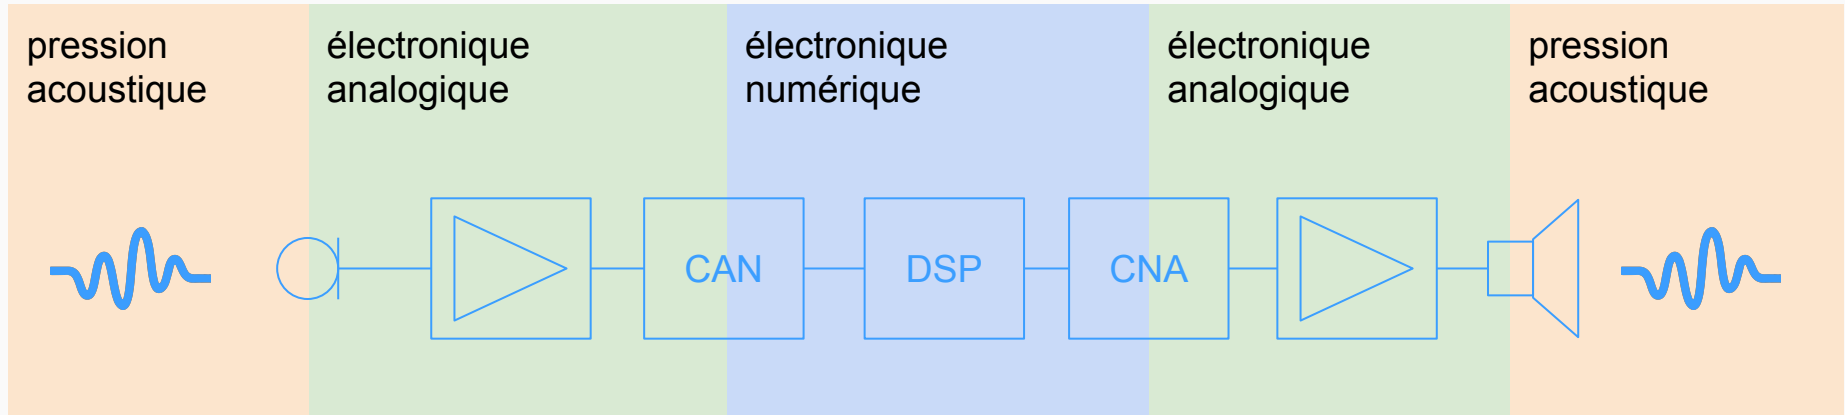 pression
acoustique
électronique
analogique
électronique
numérique
électronique
analogique
pression
acoustique
CAN
DSP
CNA